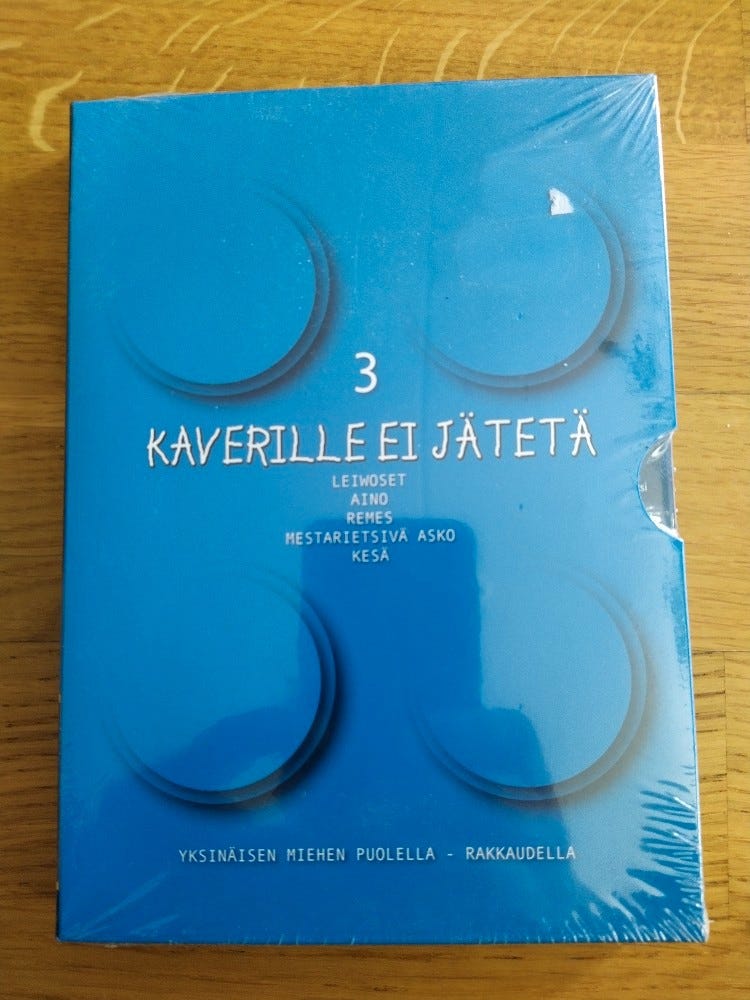 3
KAVERILLE EI JÄTETÄ
LEIWOSET
AINO
REMES
MESTARIETSIVÄ ASKO
KESÄ
YKSINÄISEN MIEHEN PUOLELLA - RAKKAUDELLA